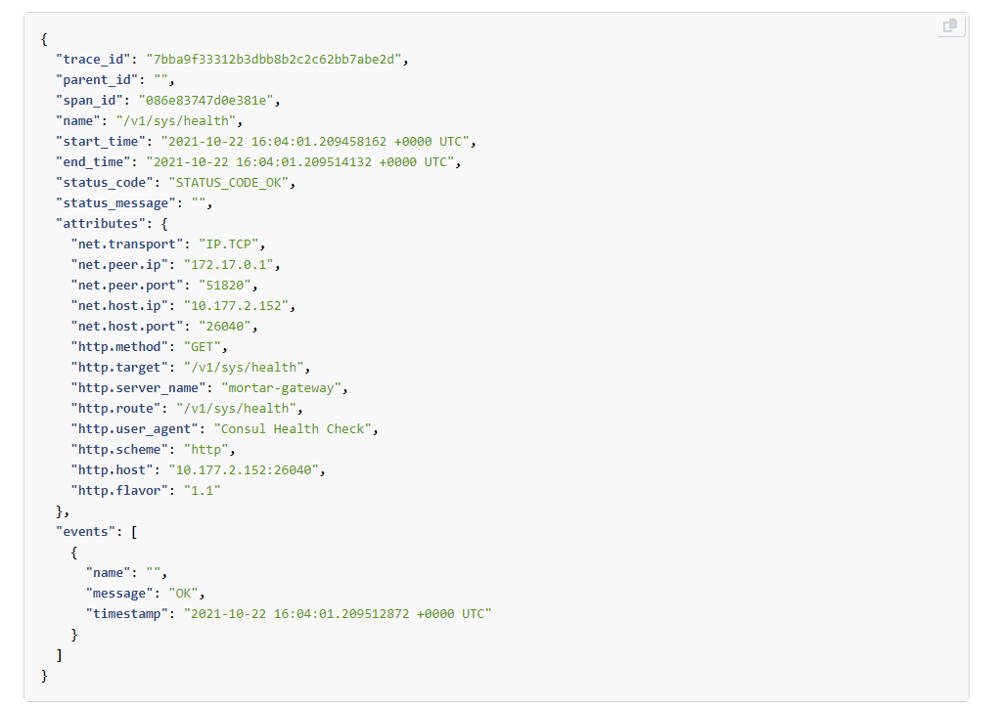 {
  "trace_id": "7bba9f33312b3dbb8b2c2c62bb7abe2d",
  "parent_id": "",
  "span_id": "086e83747d0e381e",
  "name": "/v1/sys/health",
  "start_time": "2021-10-22 16:04:01.209458162 +0000 UTC",
  "end_time": "2021-10-22 16:04:01.209514132 +0000 UTC",
  "status_code": "STATUS_CODE_OK",
  "status_message": "",
  "attributes": {
    "net.transport": "IP.TCP",
    "net.peer.ip": "172.17.0.1",
    "net.peer.port": "51820",
    "net.host.ip": "10.177.2.152",
    "net.host.port": "26040",
    "http.method": "GET",
    "http.target": "/v1/sys/health",
    "http.server_name": "mortar-gateway",
    "http.route": "/v1/sys/health",
    "http.user_agent": "Consul Health Check",
    "http.scheme": "http",
    "http.host": "10.177.2.152:26040",
    "http.flavor": "1.1"
  },
  "events": [
    {
      "name": "",
      "message": "OK",
      "timestamp": "2021-10-22 16:04:01.209512872 +0000 UTC"
    }
  ]
}